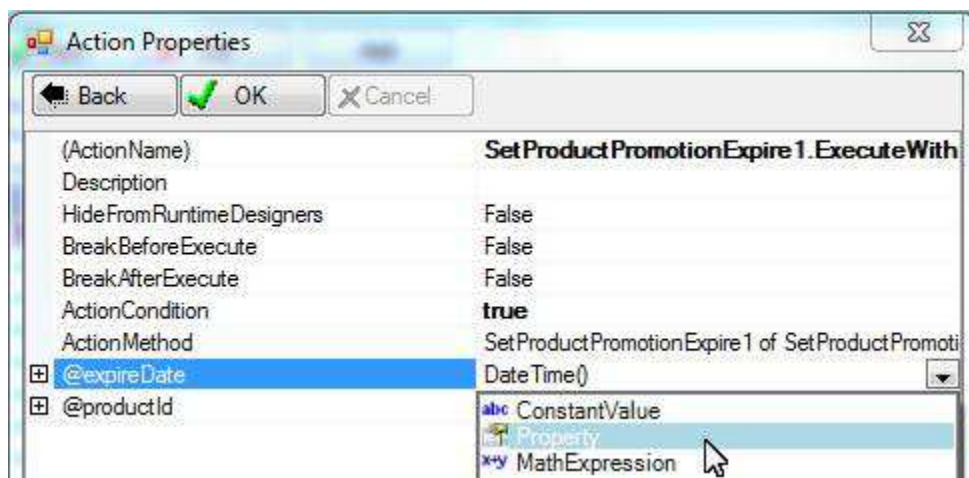 Action Properties
Back OK Cancel
(ActionName) SetProductPromotionExpire1.ExecuteWith
Description
HideFromRuntimeDesigners False
BreakBeforeExecute False
BreakAfterExecute False
ActionCondition true
ActionMethod SetProductPromotionExpire1 of SetProductPromoti
@expireDate DateTime()
@productId
abc ConstantValue
Property
x+y MathExpression